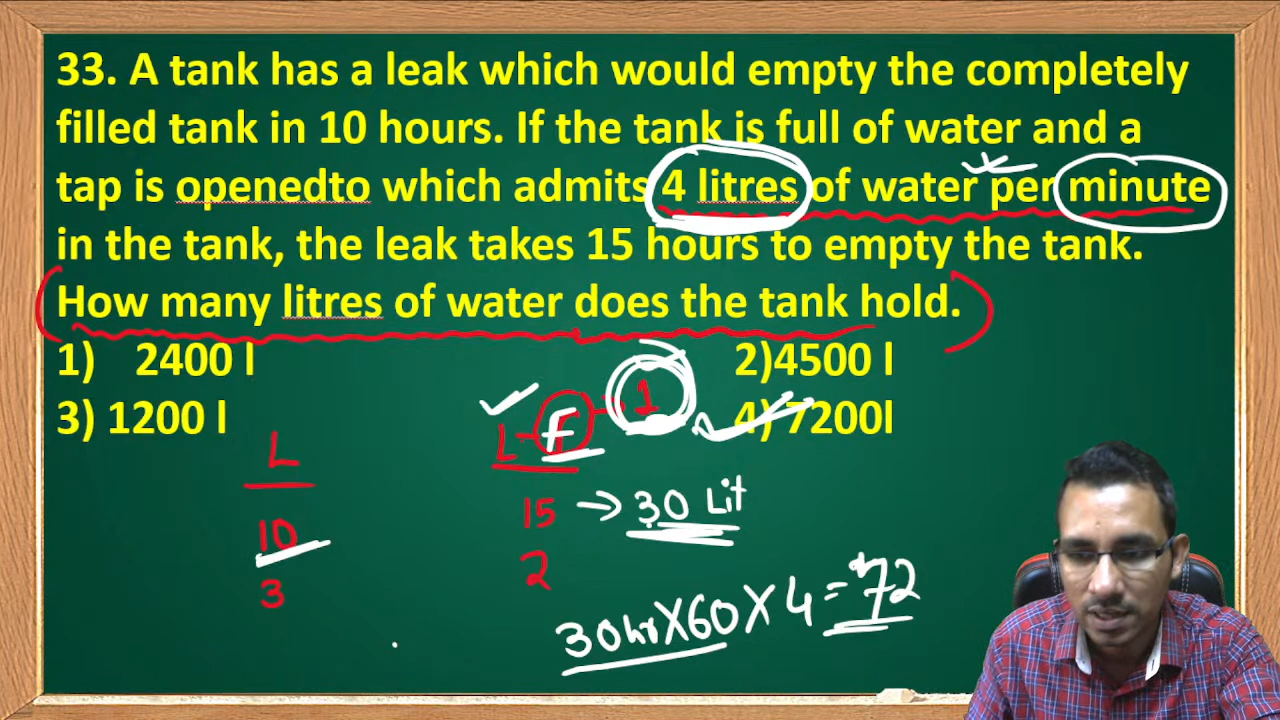 33. A tank has a leak which would empty the completely
filled tank in 10 hours. If the tank is full of water and a
tap is openedto which admits 4 litres of water per minute
in the tank, the leak takes 15 hours to empty the tank.
How many litres of water does the tank hold.
1) 2400 l 2)4500 l
3) 1200 l 4) 7200l
L L - F → 1
10 15 → 30 Lit
3 2
30hr X 60 X 4 = 72